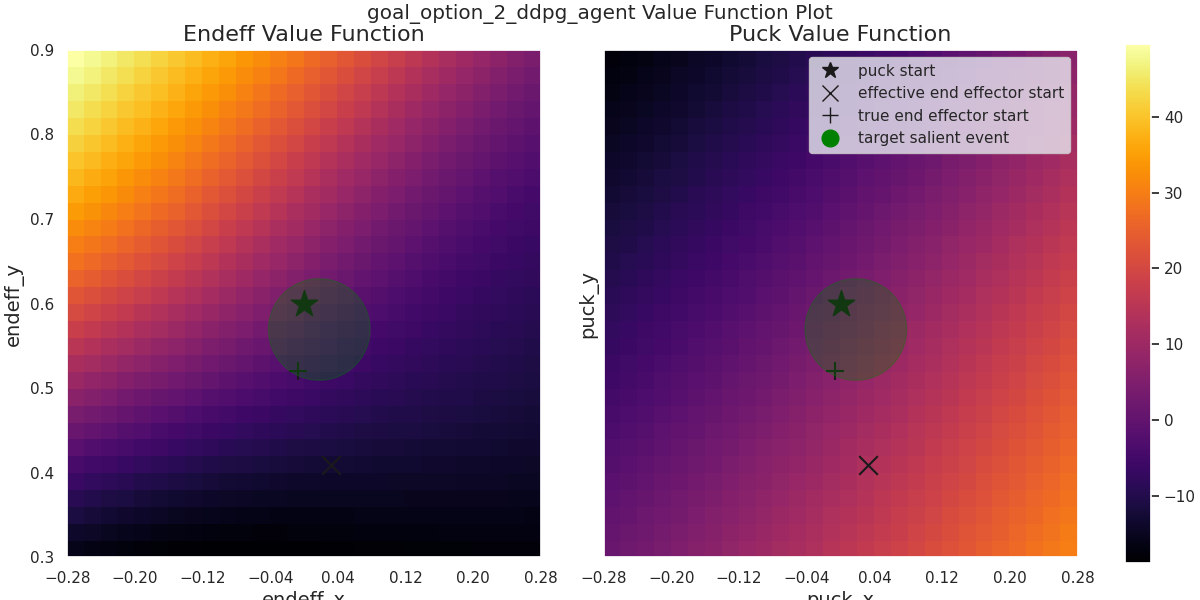 goal_option_2_ddpg_agent Value Function Plot
Endeff Value Function
Puck Value Function
puck start
effective end effector start
true end effector start
target salient event
endeff_y
0.9
0.8
0.7
0.6
0.5
0.4
0.3
−0.28 −0.20 −0.12 −0.04 0.04 0.12 0.20 0.28
endeff_x
puck_y
−0.28 −0.20 −0.12 −0.04 0.04 0.12 0.20 0.28
puck_x
40
30
20
10
0
−10